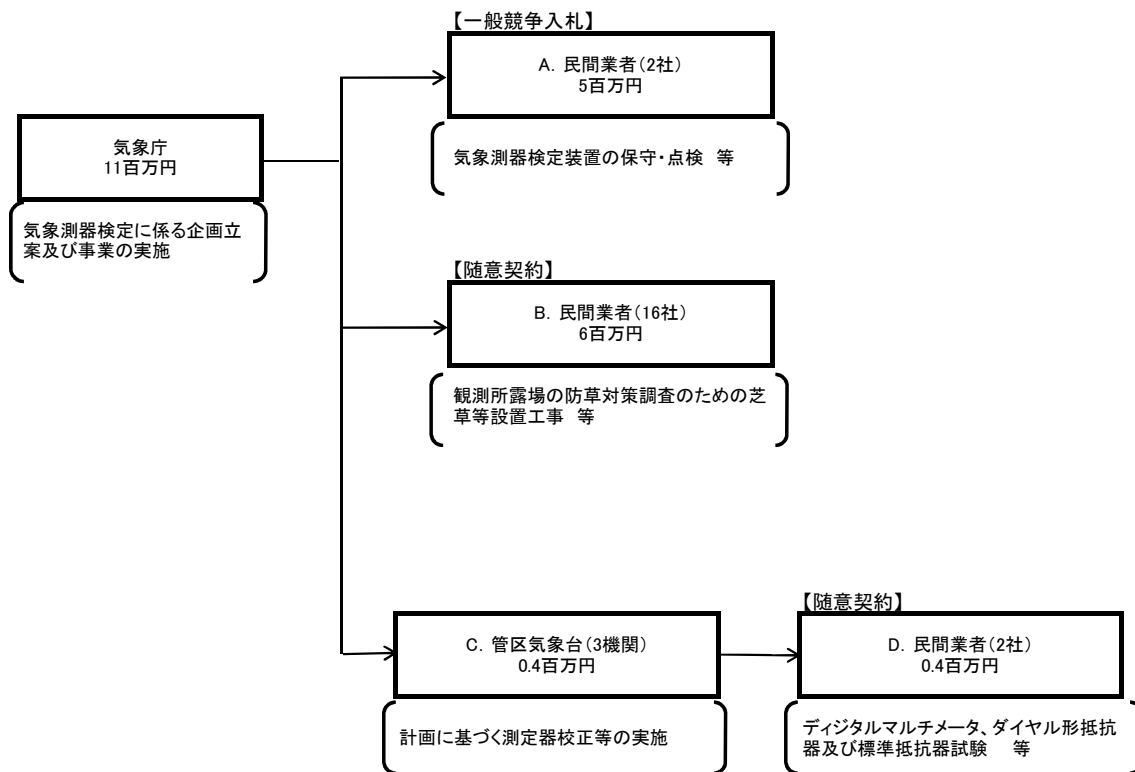 【一般競争入札】
A．民間業者（2社）
5百万円
気象測器検定装置の保守・点検　等
気象庁
11百万円
気象測器検定に係る企画立
案及び事業の実施
【随意契約】
B．民間業者（16社）
6百万円
観測所露場の防草対策調査のための芝
草等設置工事　等
C．管区気象台（3機関）
0.4百万円
計画に基づく測定器校正等の実施
【随意契約】
D．民間業者（2社）
0.4百万円
ディジタルマルチメータ、ダイヤル形抵抗
器及び標準抵抗器試験　等